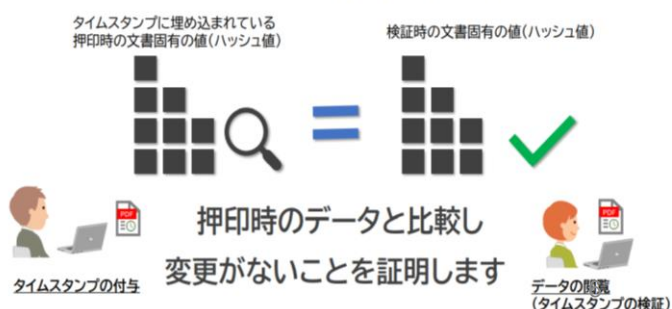 タイムスタンプに埋め込まれている
押印時の文書固有の値(ハッシュ値)
検証時の文書固有の値(ハッシュ値)
押印時のデータと比較し
変更がないことを証明します
PDF
タイムスタンプの付与
PDF
データの閲覧
(タイムスタンプの検証)